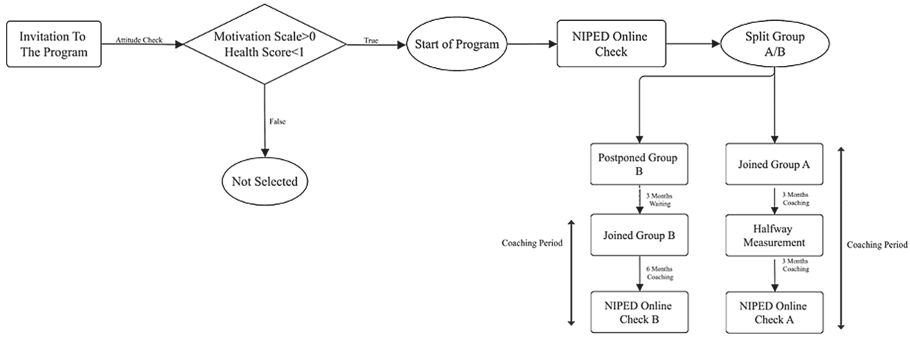 Invitation To
The Program
Attitude Check
Motivation Scale>0
Health Score<1
True
Start of Program
NIPED Online
Check
Split Group
A/B
False
Not Selected
Postponed Group
B
Joined Group A
3 Months
Waiting
3 Months
Coaching
Coaching Period
Joined Group B
Halfway
Measurement
Coaching Period
6 Months
Coaching
3 Months
Coaching
NIPED Online
Check B
NIPED Online
Check A